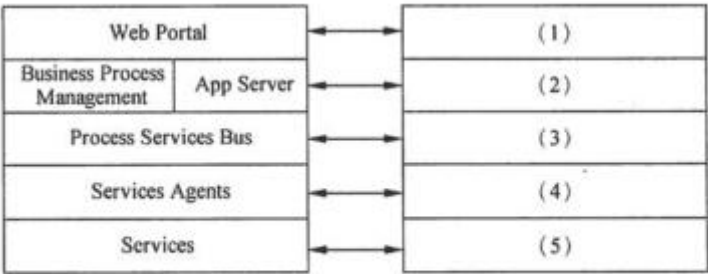 Web Portal
(1)
Business Process
Management
App Server
(2)
Process Services Bus
(3)
Services Agents
(4)
Services
(5)